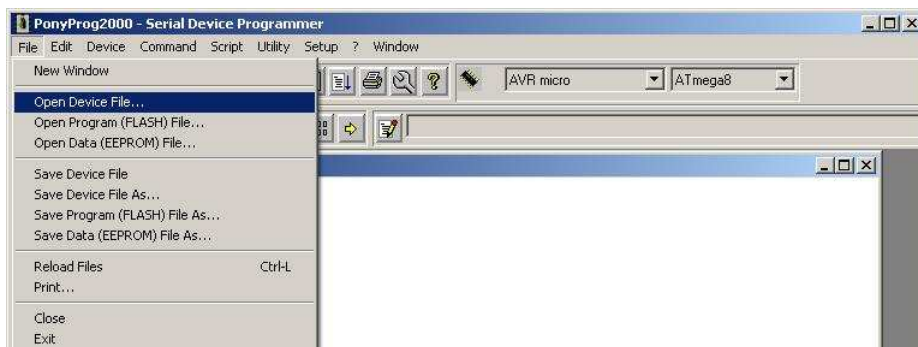 PonyProg2000 - Serial Device Programmer
File Edit Device Command Script Utility Setup ? Window
New Window
AVR micro ATmega8
Open Device File...
Open Program (FLASH) File...
Open Data (EEPROM) File...
Save Device File
Save Device File As...
Save Program (FLASH) File As...
Save Data (EEPROM) File As...
Reload Files Ctrl-L
Print...
Close
Exit